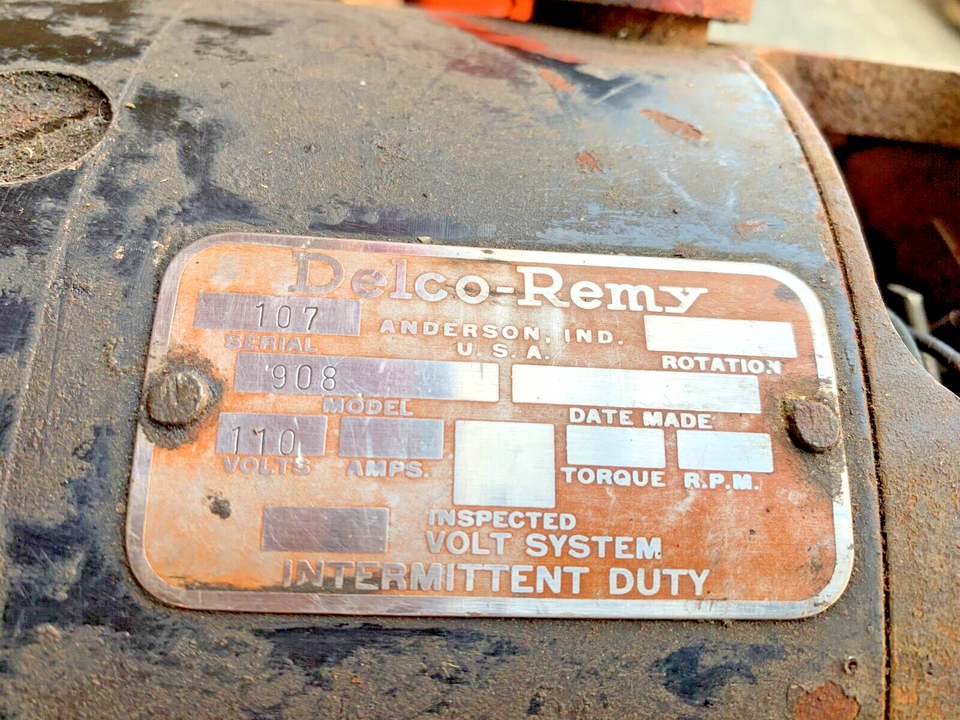 Delco-Remy
107
SERIAL
ANDERSON, IND.
U. S. A.
ROTATION
908
MODEL
DATE MADE
110
VOLTS
AMPS.
TORQUE
R.P.M.
INSPECTED
VOLT SYSTEM
INTERMITTENT DUTY